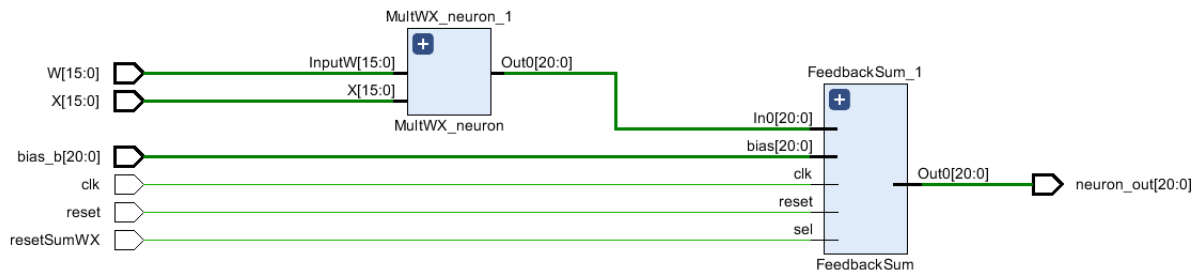 MultWX_neuron_1
W[15:0]
InputW[15:0]
Out0[20:0]
X[15:0]
X[15:0]
MultWX_neuron
FeedbackSum_1
In0[20:0]
bias_b[20:0]
bias[20:0]
clk
clk
Out0[20:0]
neuron_out[20:0]
reset
reset
resetSumWX
sel
FeedbackSum